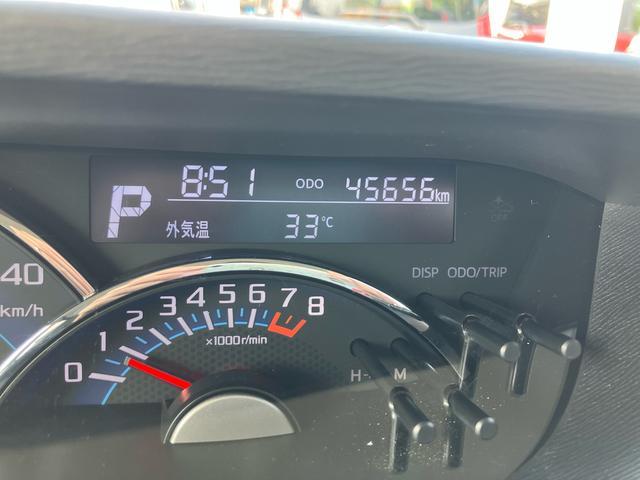 8:51 ODO 45656km
P
外気温 33°C
OFF
DISP ODO/TRIP
40
km/h
0 1 2 3 4 5 6 7 8
×1000r/min
H M